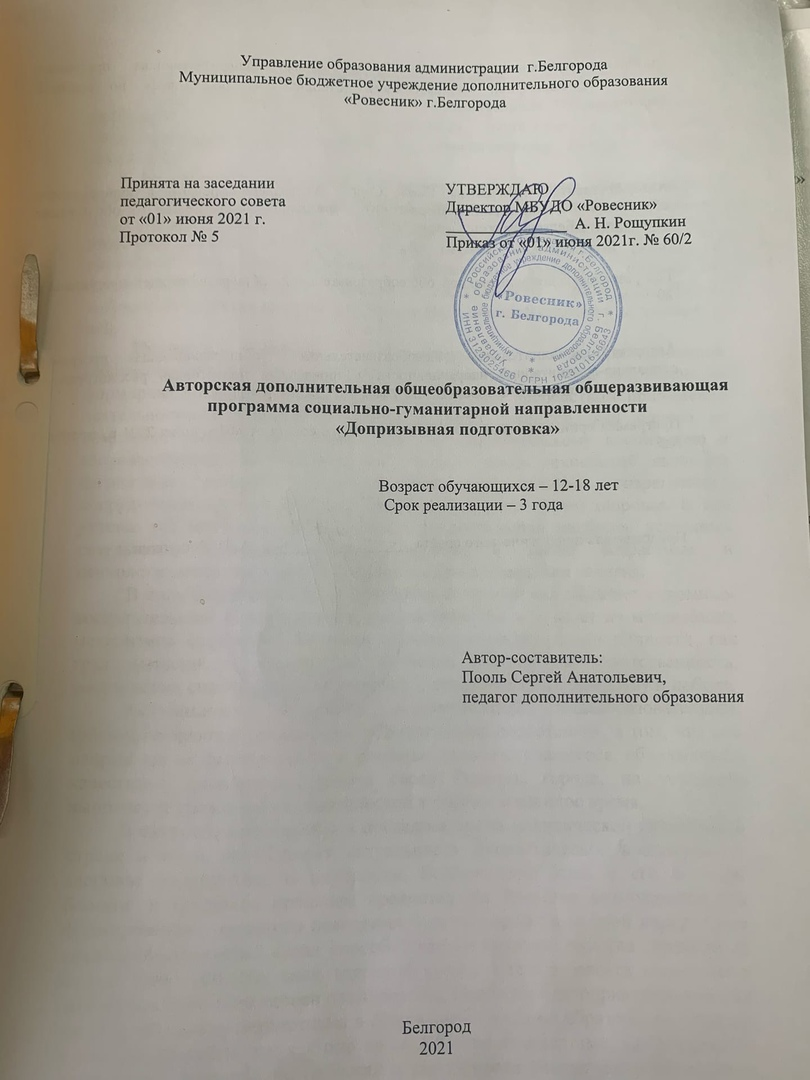 Управление образования администрации г.Белгорода
Муниципальное бюджетное учреждение дополнительного образования
«Ровесник» г.Белгорода
Принята на заседании
педагогического совета
от «01» июня 2021 г.
Протокол № 5
УТВЕРЖДАЮ
Директор МБУДО «Ровесник»
А. Н. Рощупкин
Приказ от «01» июня 2021г. № 60/2
«Ровесник»
г. Белгорода
Авторская дополнительная общеобразовательная общеразвивающая
программа социально-гуманитарной направленности
«Допризывная подготовка»
Возраст обучающихся – 12-18 лет
Срок реализации – 3 года
Автор-составитель:
Пооль Сергей Анатольевич,
педагог дополнительного образования
Белгород
2021